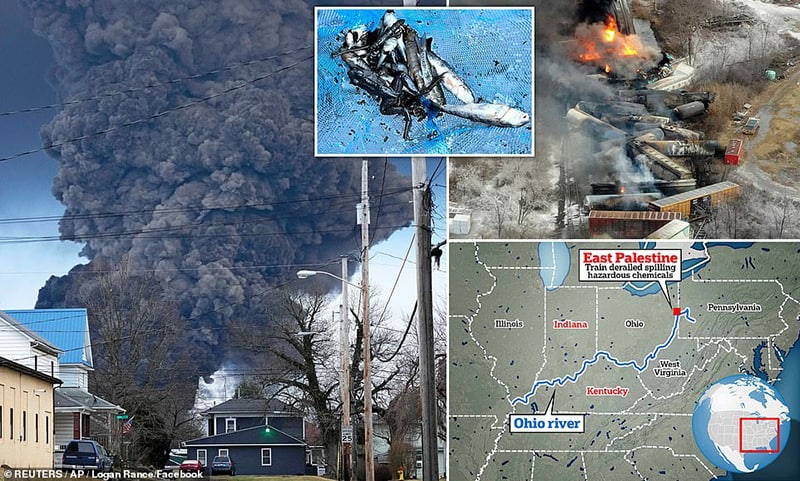 East Palestine
Train derailed spilling
hazardous chemicals
Illinois
Indiana
Ohio
Pennsylvania
West
Virginia
Kentucky
Ohio river
25
© REUTERS / AP / Logan Rance/Facebook